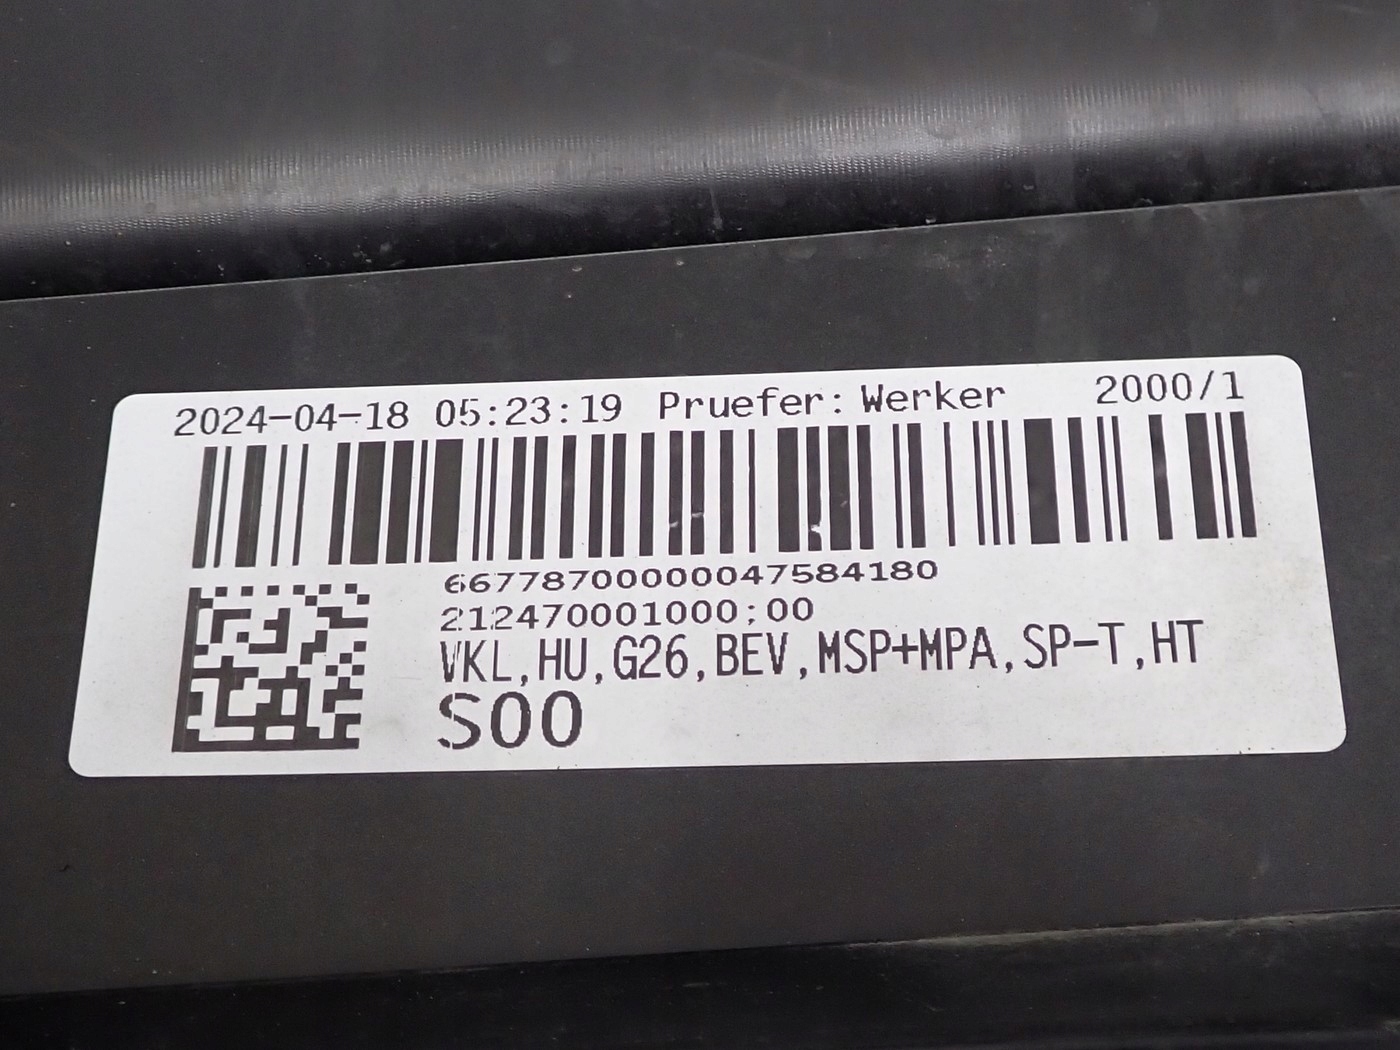 2024-04-18 05:23:19 Pruefer: Werker 2000/1
66778700000047584180
212470001000;00
VKL,HU,G26,BEV,MSP+MPA,SP-T,HT
S00